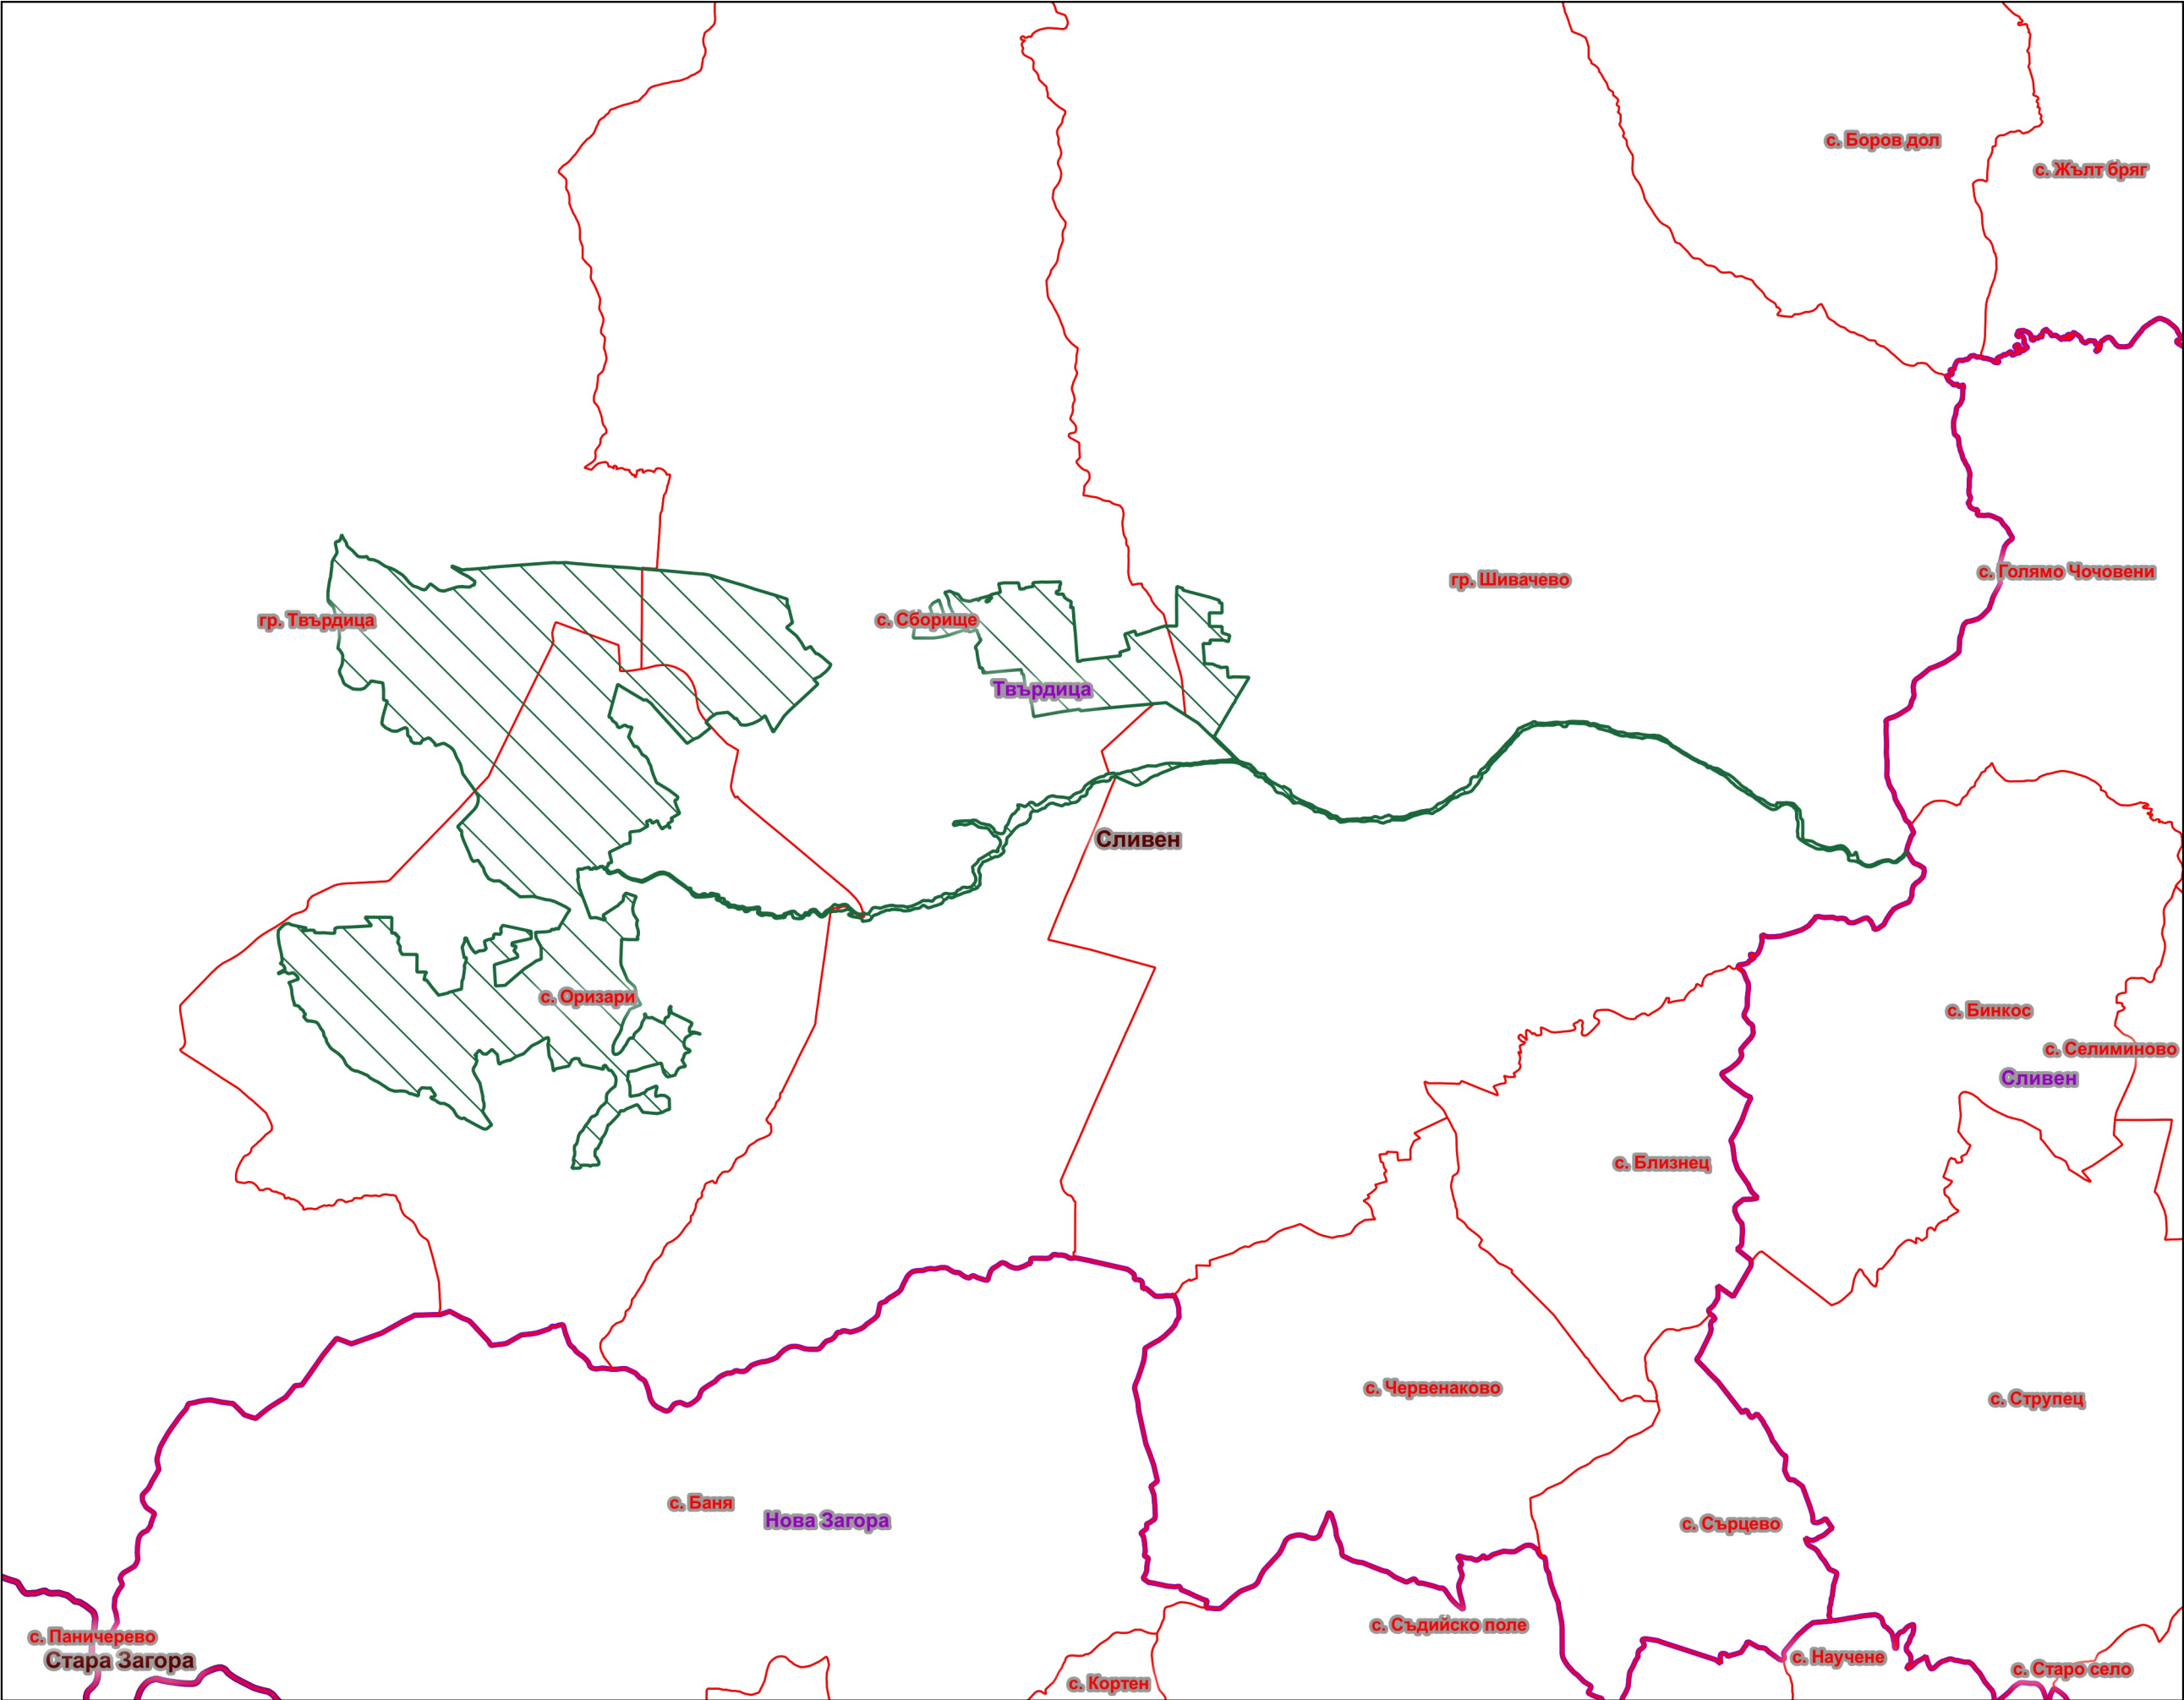 с. Боров дол
с. Жълт бряг
с. Голямо Чочовени
гр. Шивачево
гр. Твърдица
с. Сборище
Твърдица
Сливен
с. Оризари
с. Бинкос
с. Селиминово
Сливен
с. Близнец
с. Червенаково
с. Струпец
с. Баня
Нова Загора
с. Сърцево
с. Съдийско поле
с. Паничерево
Стара Загора
с. Научене
с. Старо село
с. Кортен